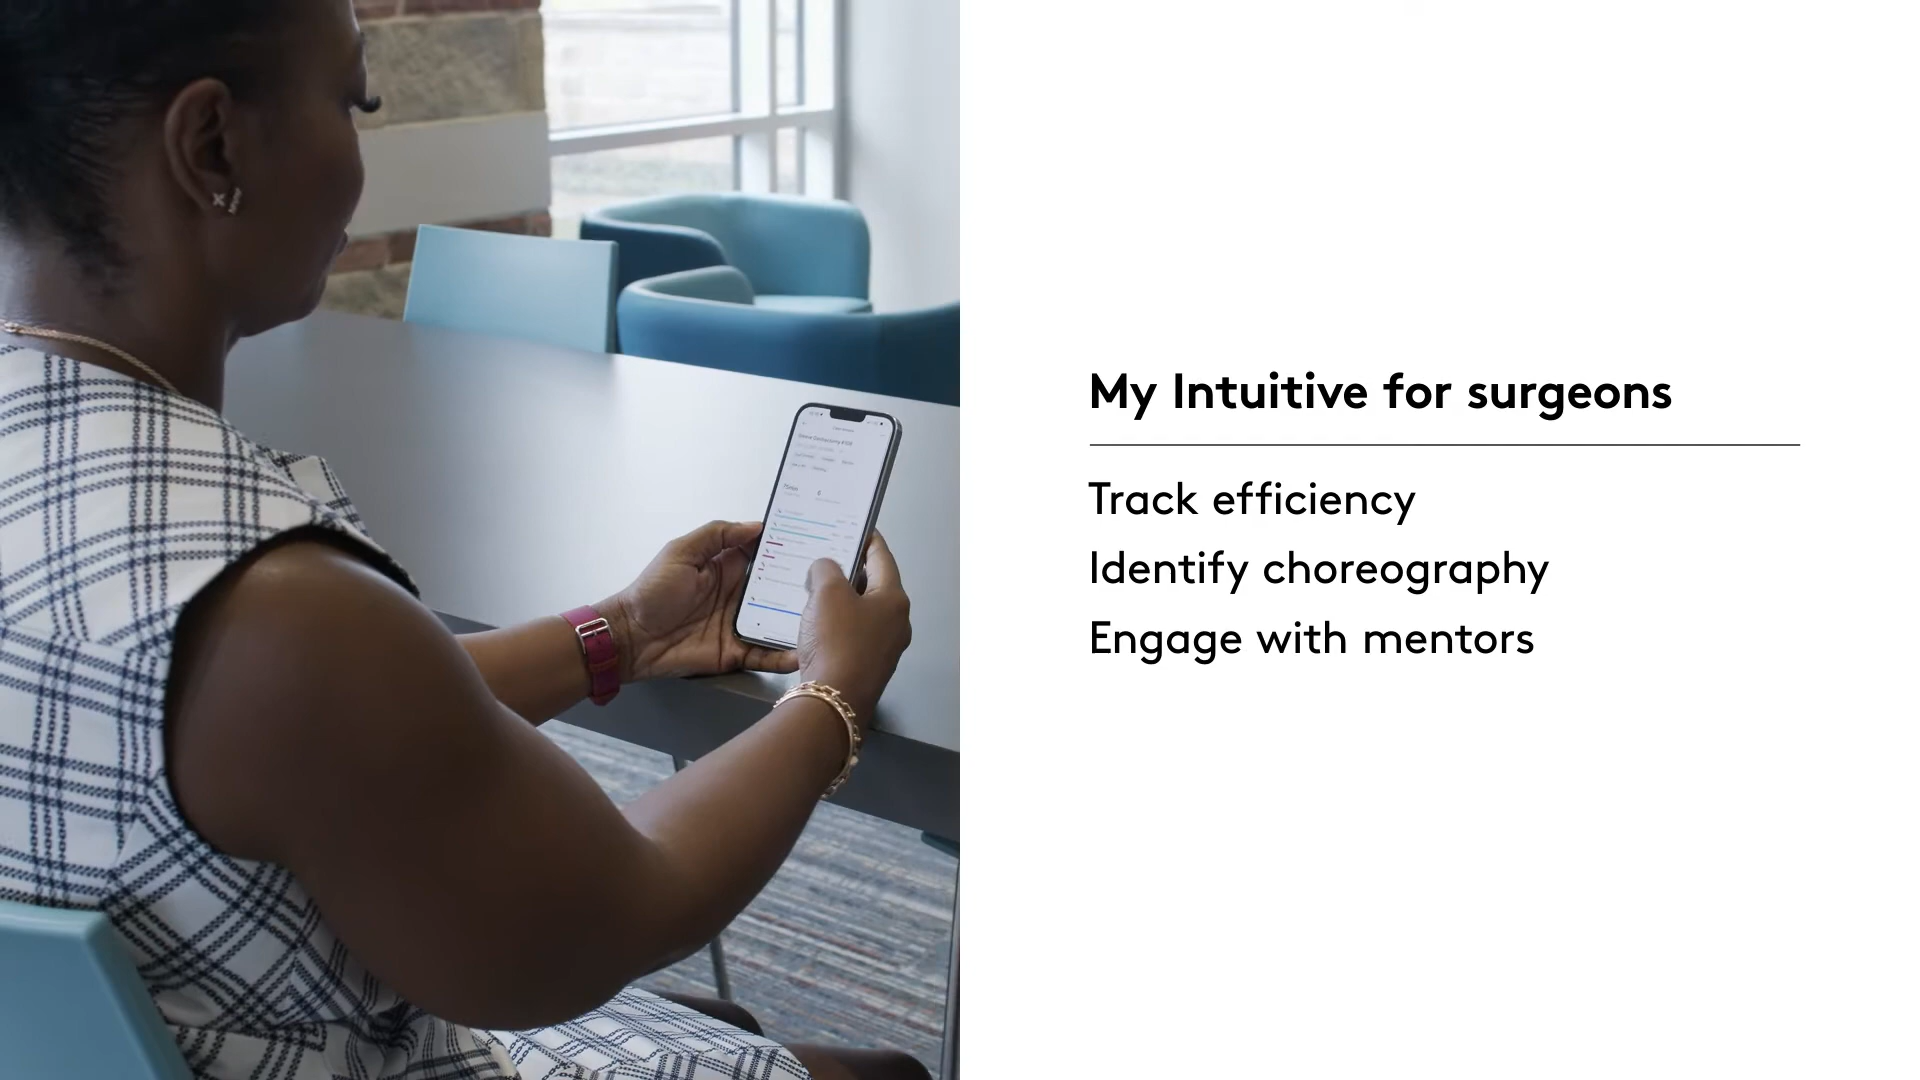 My Intuitive for surgeons
Track efficiency
Identify choreography
Engage with mentors